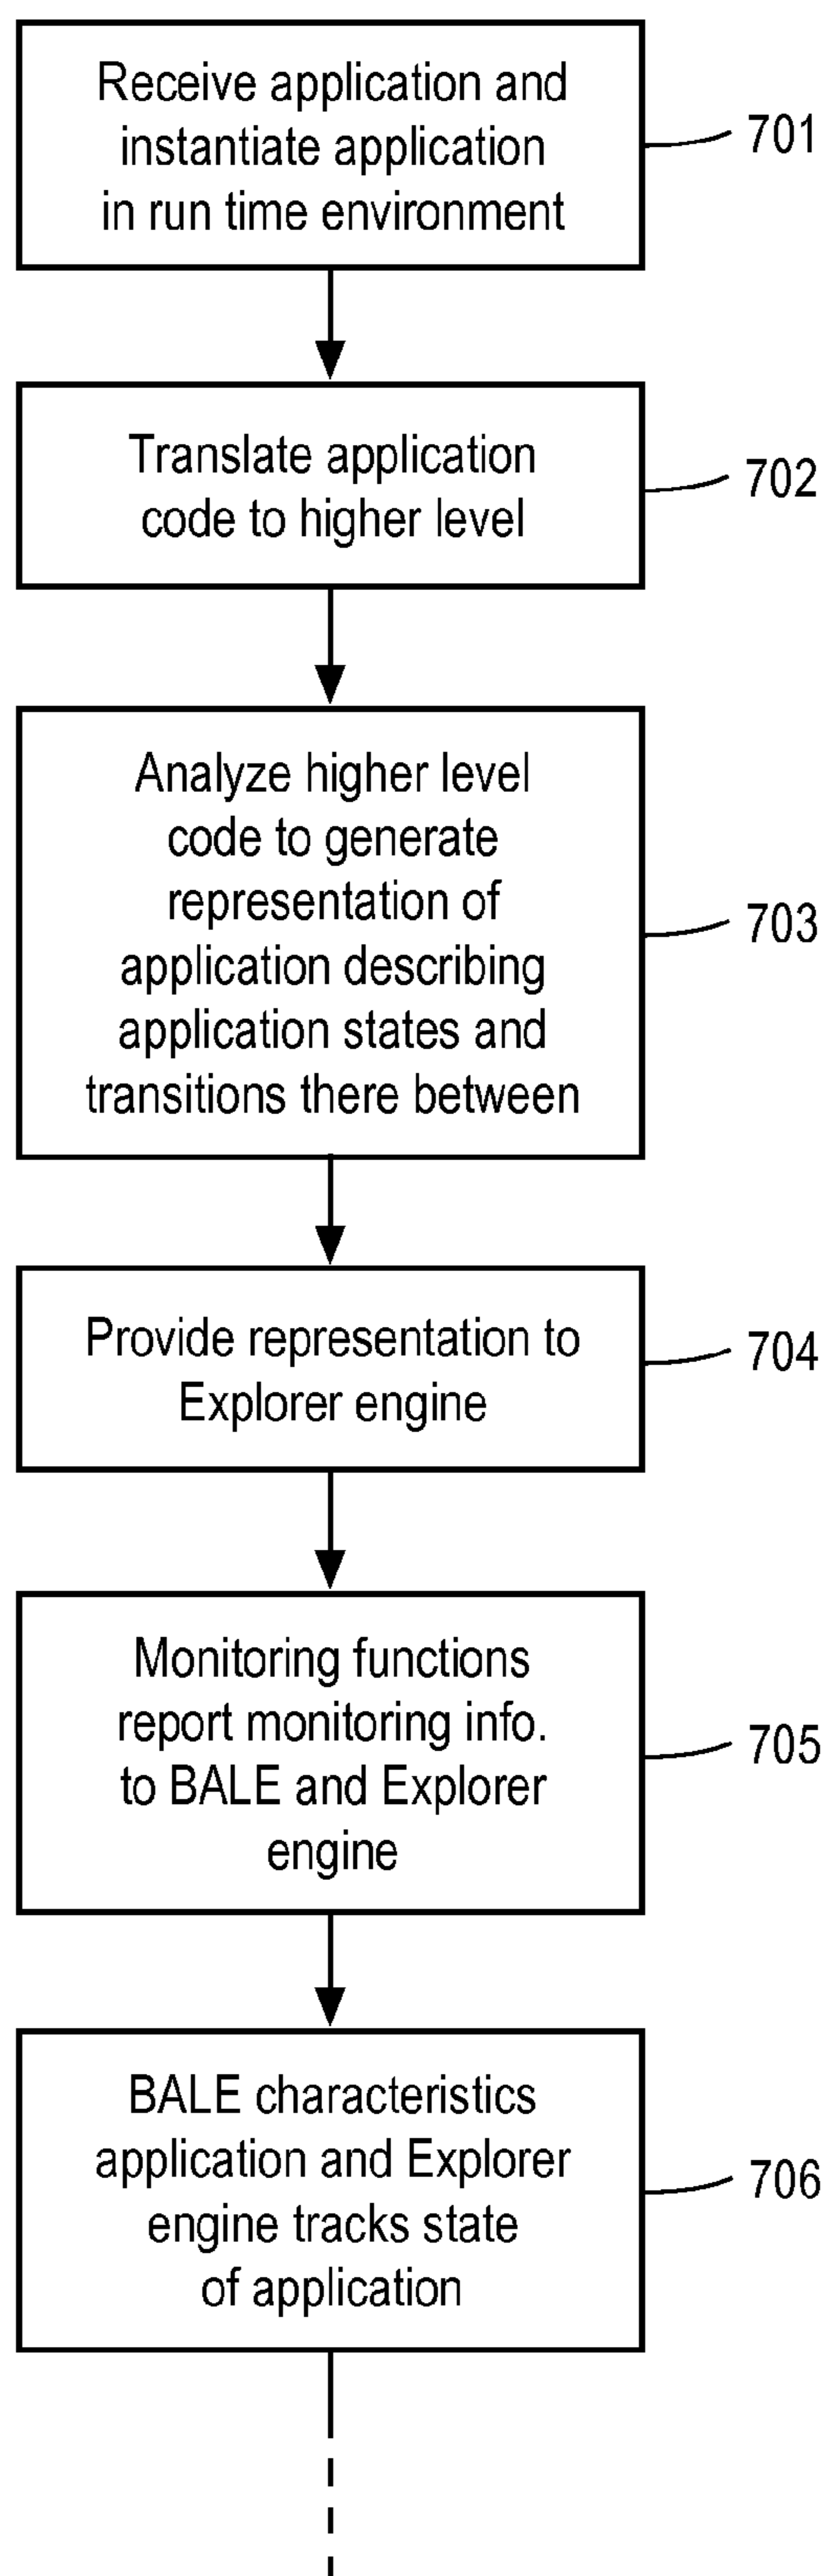 Receive application and
instantiate application
in run time environment
701
Translate application
code to higher level
702
Analyze higher level
code to generate
representation of
application describing
application states and
transitions there between
703
Provide representation to
Explorer engine
704
Monitoring functions
report monitoring info.
to BALE and Explorer
engine
705
BALE characteristics
application and Explorer
engine tracks state
of application
706